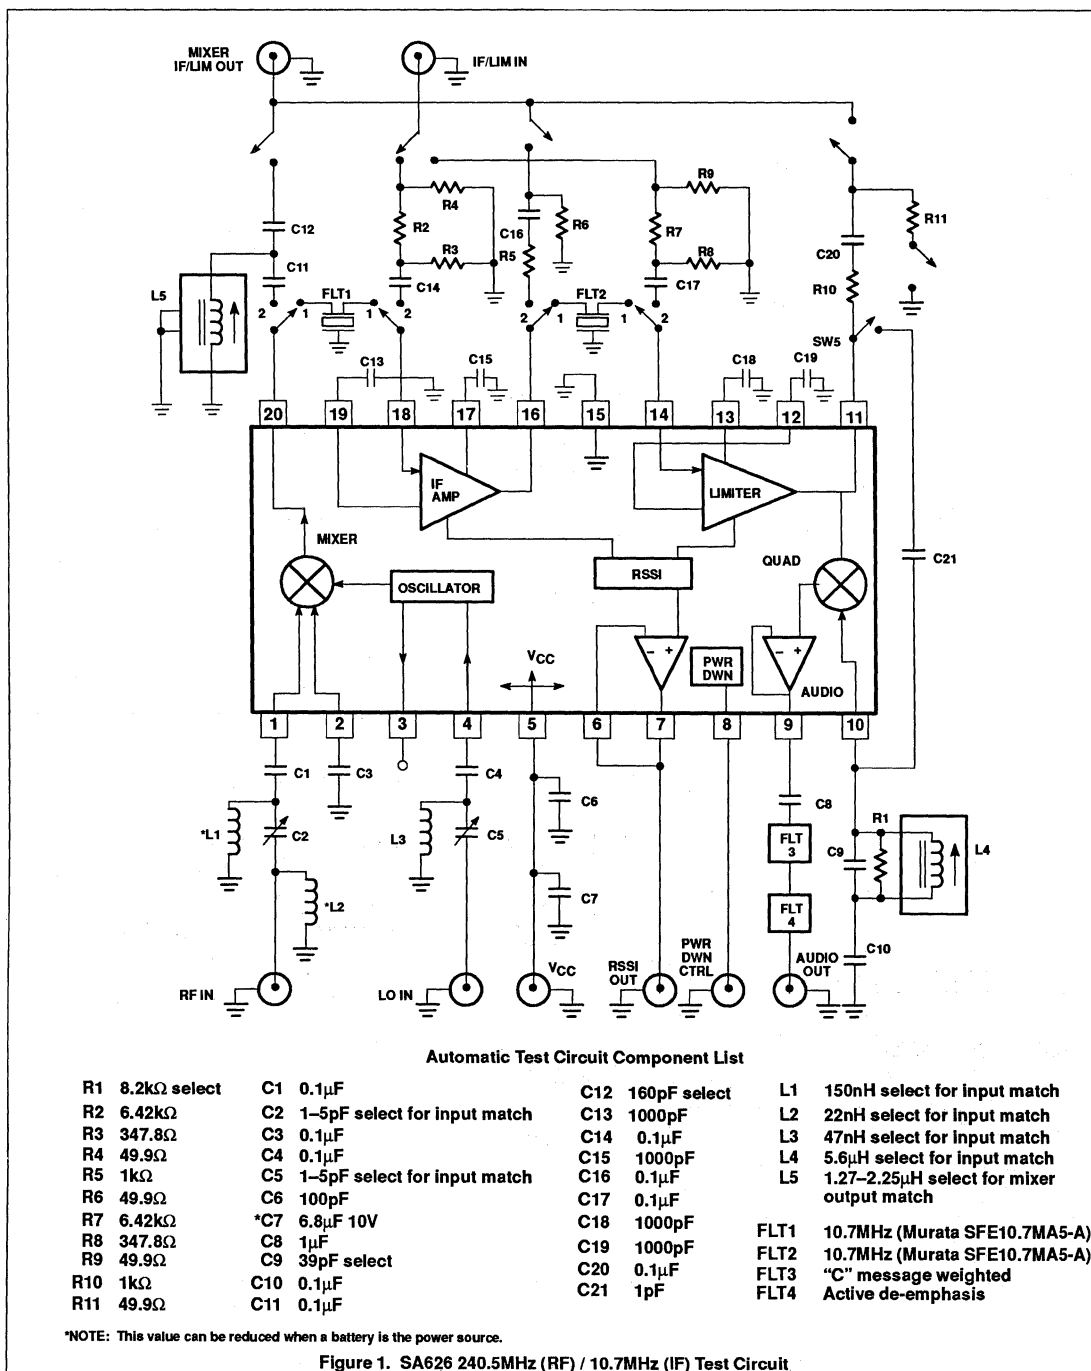 MIXER
IF/LIM OUT
IF/LIM IN
R9
R4
R11
C12
R2
C16
R6
R7
R3
R5
R8
C20
C11
C14
C17
L5
FLT1
FLT2
R10
2 1 1 2
2 1 1 2
SW5
C13
C15
C18
C19
20 19 18 17 16 15 14 13 12 11
IF
AMP
LIMITER
MIXER
QUAD
C21
OSCILLATOR
RSSI
VCC
– +
PWR
DWN
– +
AUDIO
1 2 3 4 5 6 7 8 9 10
C1
C3
C4
C6
C8
*L1
C2
L3
C5
R1
FLT
3
C9
L4
C7
*L2
FLT
4
C10
RF IN
LO IN
VCC
RSSI
OUT
PWR
DWN
CTRL
AUDIO
OUT
Automatic Test Circuit Component List
R1 8.2kΩ select
R2 6.42kΩ
R3 347.8Ω
R4 49.9Ω
R5 1kΩ
R6 49.9Ω
R7 6.42kΩ
R8 347.8Ω
R9 49.9Ω
R10 1kΩ
R11 49.9Ω
C1 0.1µF
C2 1–5pF select for input match
C3 0.1µF
C4 0.1µF
C5 1–5pF select for input match
C6 100pF
*C7 6.8µF 10V
C8 1µF
C9 39pF select
C10 0.1µF
C11 0.1µF
C12 160pF select
C13 1000pF
C14 0.1µF
C15 1000pF
C16 0.1µF
C17 0.1µF
C18 1000pF
C19 1000pF
C20 0.1µF
C21 1pF
L1 150nH select for input match
L2 22nH select for input match
L3 47nH select for input match
L4 5.6µH select for input match
L5 1.27–2.25µH select for mixer
output match
FLT1 10.7MHz (Murata SFE10.7MA5-A)
FLT2 10.7MHz (Murata SFE10.7MA5-A)
FLT3 “C” message weighted
FLT4 Active de-emphasis
*NOTE: This value can be reduced when a battery is the power source.
Figure 1. SA626 240.5MHz (RF) / 10.7MHz (IF) Test Circuit